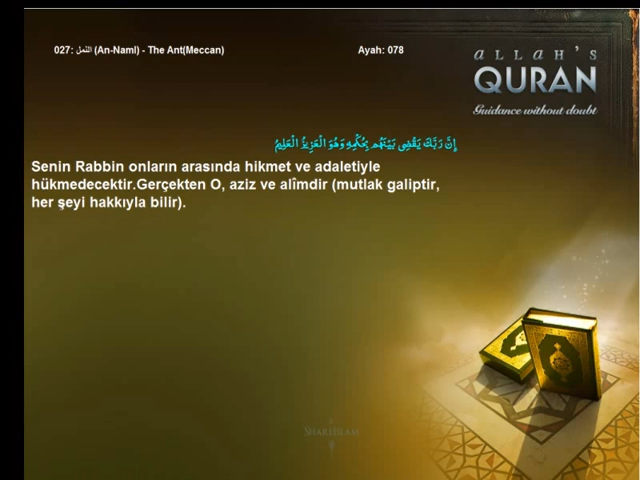 027: النمل (An-Naml) - The Ant(Meccan) Ayah: 078
ALLAH'S
QURAN
Guidance without doubt
إِنَّ رَبَّكَ يَقْضِى بَيْنَهُم بِحُكْمِهِ وَهُوَ الْعَزِيزُ الْعَلِيمُ
Senin Rabbin onların arasında hikmet ve adaletiyle
hükmedecektir.Gerçekten O, aziz ve alîmdir (mutlak galiptir,
her şeyi hakkıyla bilir).
SHAREISLAM